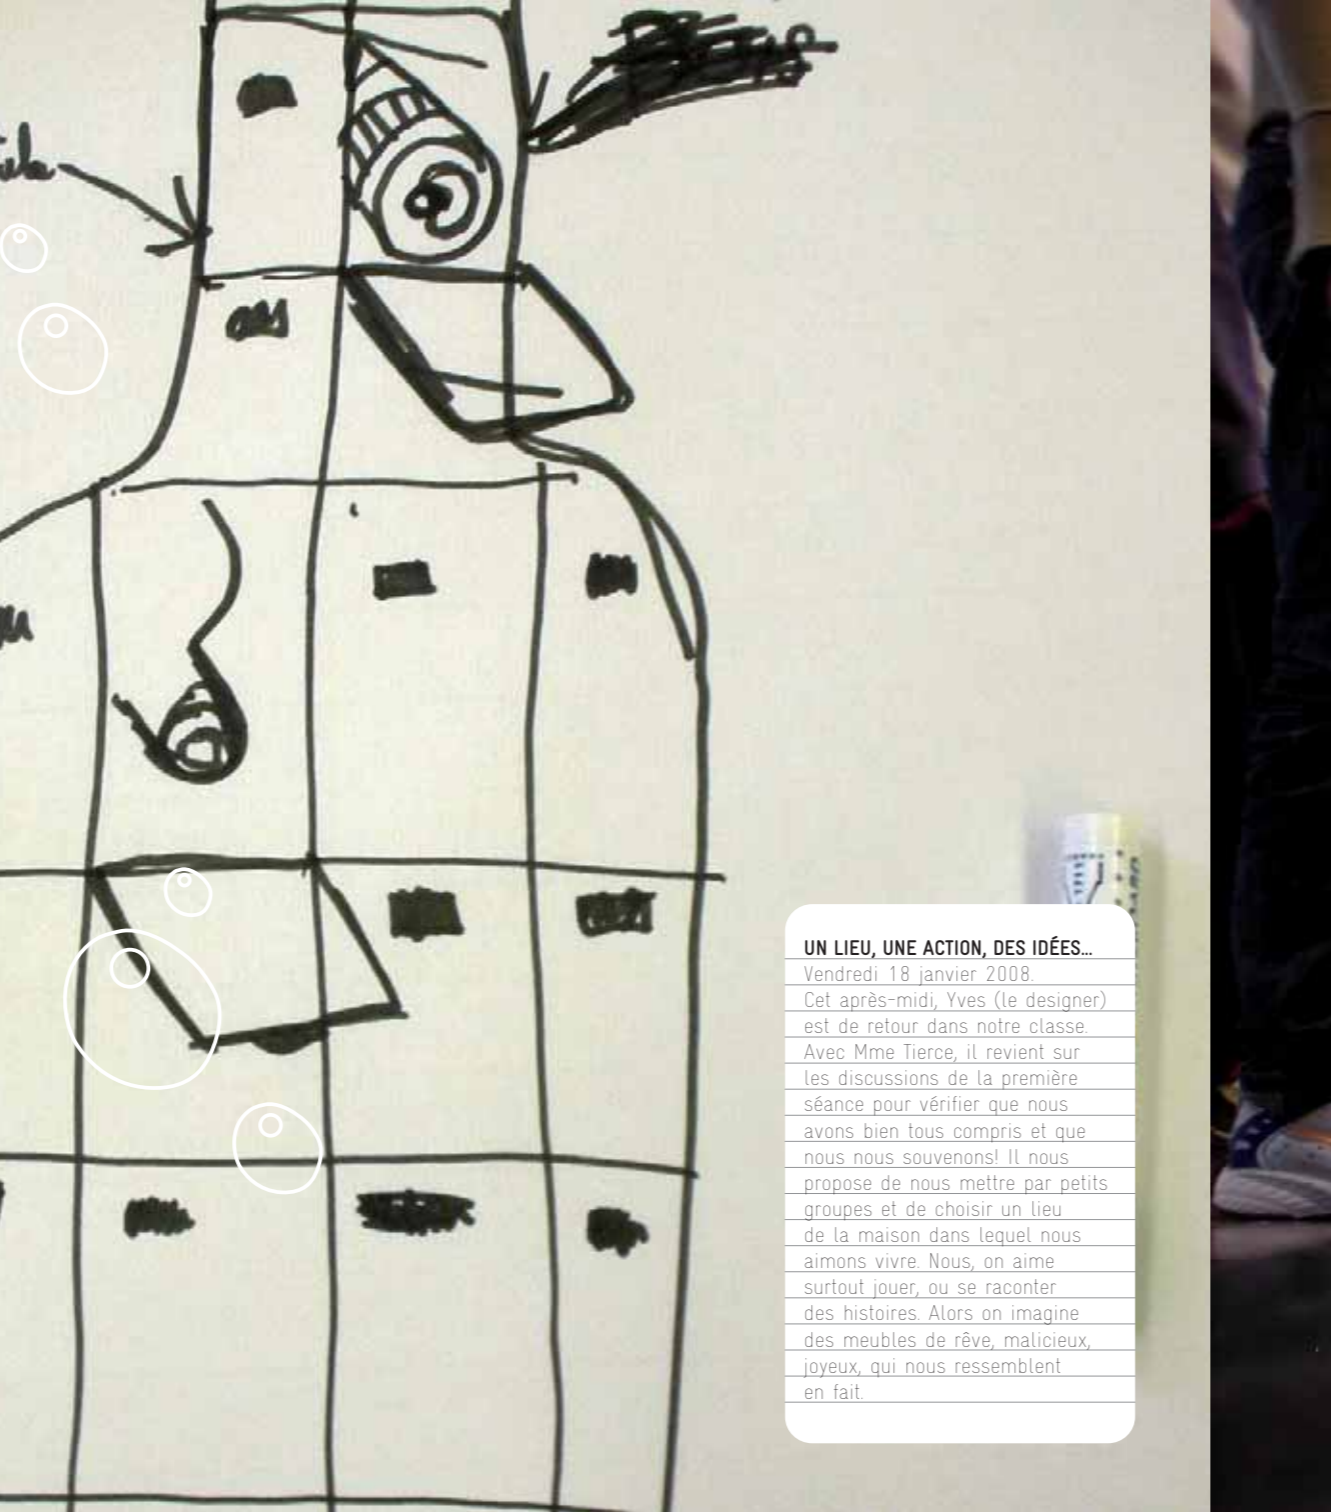 UN LIEU, UNE ACTION, DES IDÉES...
Vendredi 18 janvier 2008.
Cet après-midi, Yves (le designer)
est de retour dans notre classe.
Avec Mme Tierce, il revient sur
les discussions de la première
séance pour vérifier que nous
avons bien tous compris et que
nous nous souvenons! Il nous
propose de nous mettre par petits
groupes et de choisir un lieu
de la maison dans lequel nous
aimons vivre. Nous, on aime
surtout jouer, ou se raconter
des histoires. Alors on imagine
des meubles de rêve, malicieux,
joyeux, qui nous ressemblent
en fait.